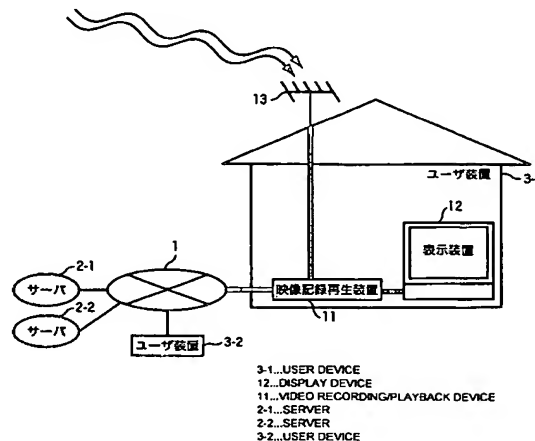 13
ユーザ装置
3-
12
表示装置
1
2-1
サーバ
2-2
サーバ
映像記録再生装置
11
ユーザ装置
3-2
3-1...USER DEVICE
12...DISPLAY DEVICE
11...VIDEO RECORDING/PLAYBACK DEVICE
2-1...SERVER
2-2...SERVER
3-2...USER DEVICE